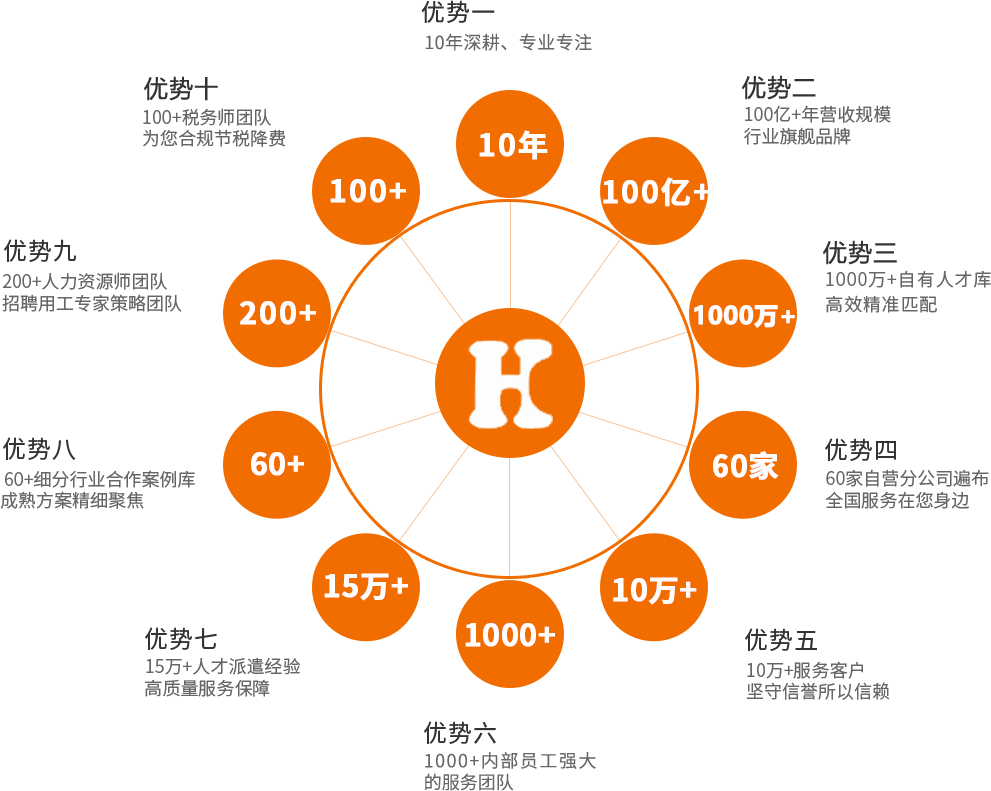 优势一
10年深耕、专业专注
10年
优势二
100亿+年营收规模
行业旗舰品牌
100亿+
优势三
1000万+自有人才库
高效精准匹配
1000万+
优势四
60家自营分公司遍布
全国服务在您身边
60家
优势五
10万+服务客户
坚守信誉所以信赖
10万+
优势六
1000+内部员工强大
的服务团队
1000+
优势七
15万+人才派遣经验
高质量服务保障
15万+
优势八
60+细分行业合作案例库
成熟方案精细聚焦
60+
优势九
200+人力资源师团队
招聘用工专家策略团队
200+
优势十
100+税务师团队
为您合规节税降费
100+
H